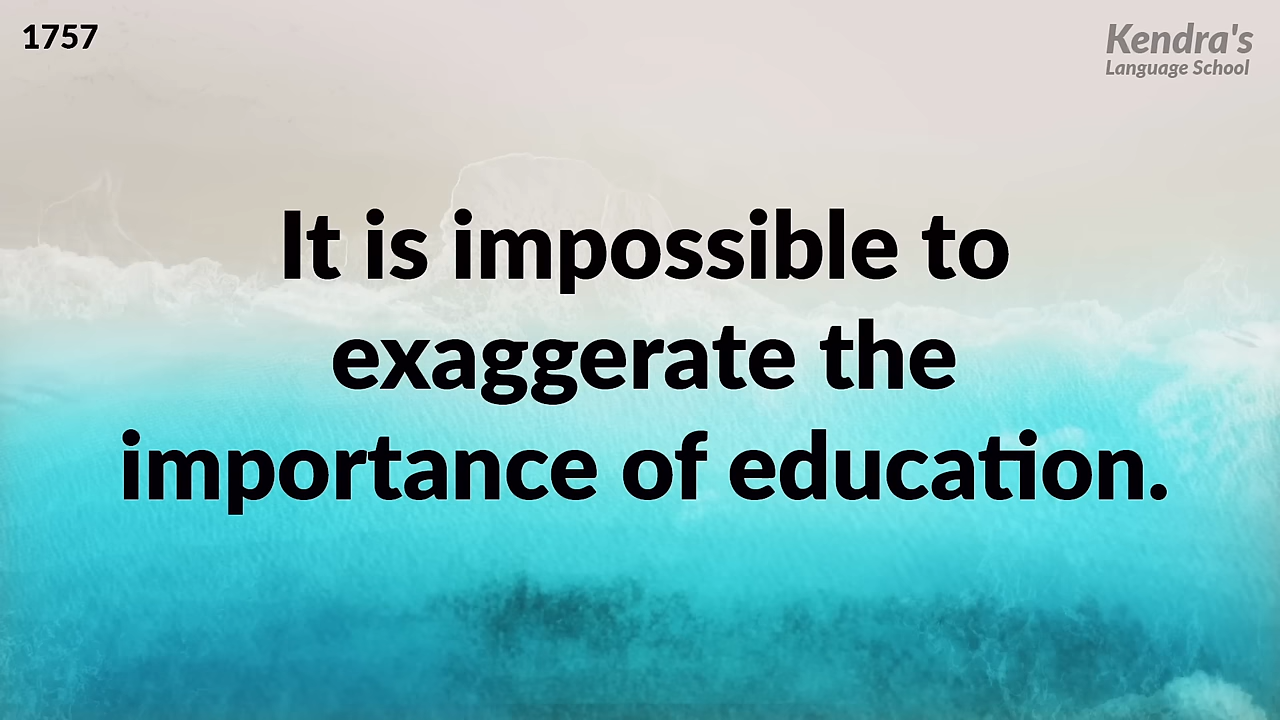 1757
Kendra's
Language School
It is impossible to
exaggerate the
importance of education.